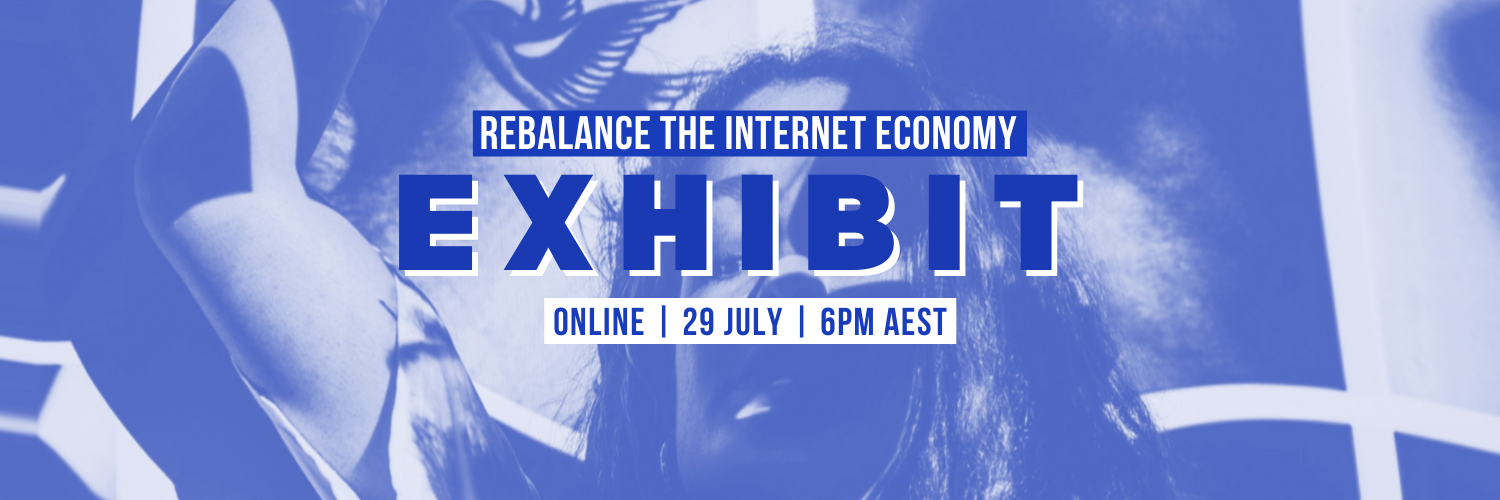 REBALANCE THE INTERNET ECONOMY
EXHIBIT
ONLINE | 29 JULY | 6PM AEST